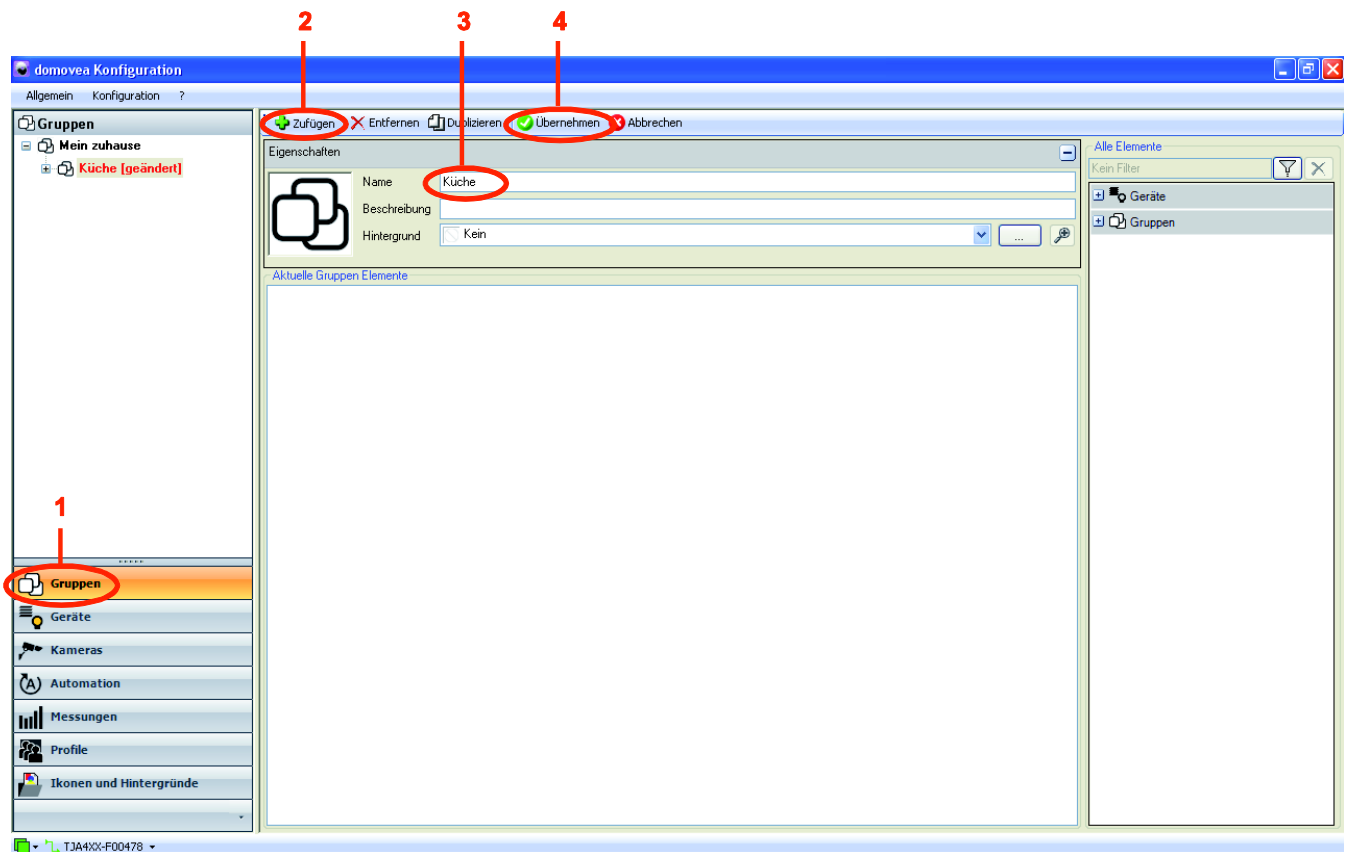 2 3 4
domovea Konfiguration
Allgemein Konfiguration ?
Gruppen
Mein zuhause
Küche [geändert]
Zufügen Entfernen Duplizieren Übernehmen Abbrechen
Eigenschaften
Name Küche
Beschreibung
Hintergrund Kein ...
Aktuelle Gruppen Elemente
Alle Elemente
Kein Filter
Geräte
Gruppen
1
Gruppen
Geräte
Kameras
Automation
Messungen
Profile
Ikonen und Hintergründe
TJA4XX-F00478